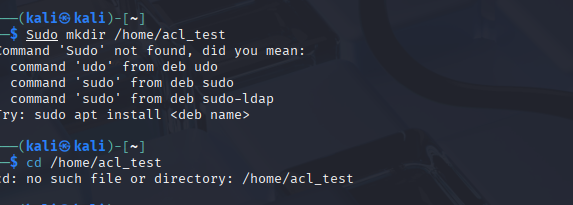 ──(kali㉿kali)-[~]
─$ Sudo mkdir /home/acl_test
Command 'Sudo' not found, did you mean:
command 'udo' from deb udo
command 'sudo' from deb sudo
command 'sudo' from deb sudo-ldap
Try: sudo apt install <deb name>
──(kali㉿kali)-[~]
─$ cd /home/acl_test
cd: no such file or directory: /home/acl_test